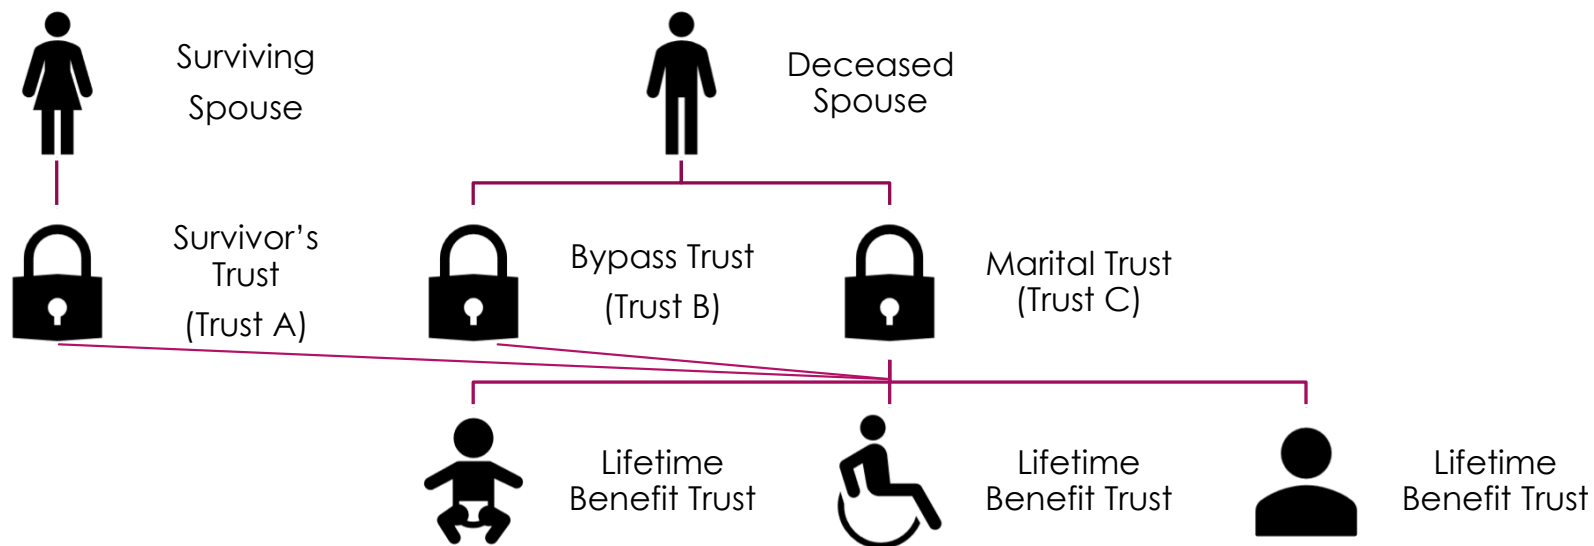 Surviving
Spouse
Deceased
Spouse
Survivor’s
Trust
(Trust A)
Bypass Trust
(Trust B)
Marital Trust
(Trust C)
Lifetime
Benefit Trust
Lifetime
Benefit Trust
Lifetime
Benefit Trust